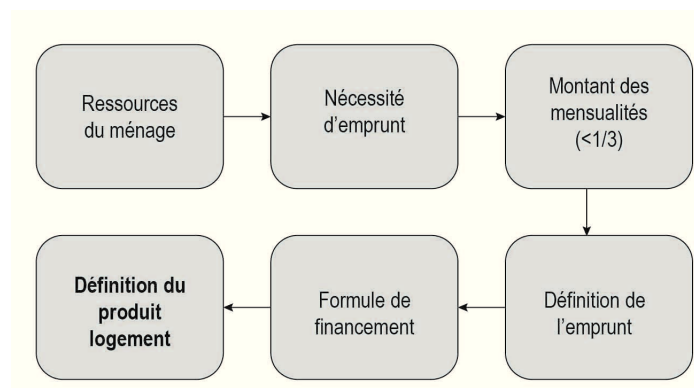 Ressources
du ménage
Nécessité
d'emprunt
Montant des
mensualités
(<1/3)
Définition de
l'emprunt
Formule de
financement
Définition du
produit
logement